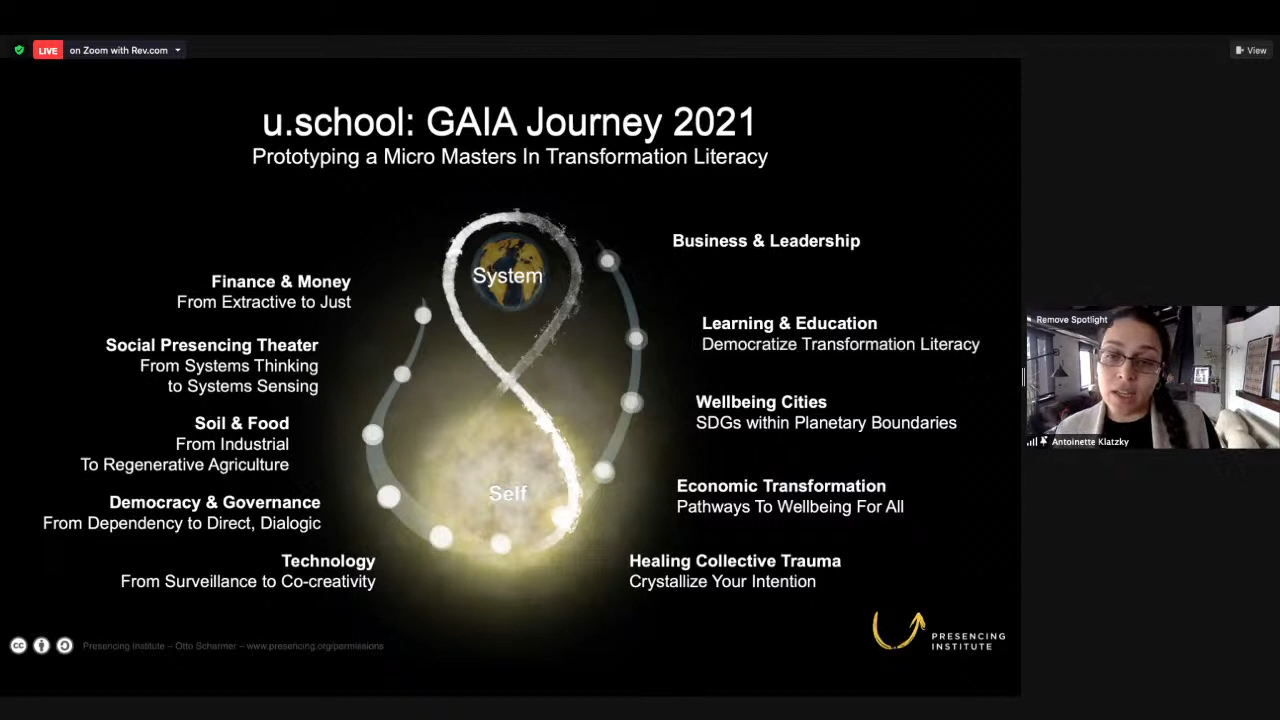 LIVE
on Zoom with Rev.com
View
u.school: GAIA Journey 2021
Prototyping a Micro Masters In Transformation Literacy
System
Self
Finance & Money
From Extractive to Just
Social Presencing Theater
From Systems Thinking
to Systems Sensing
Soil & Food
From Industrial
To Regenerative Agriculture
Democracy & Governance
From Dependency to Direct, Dialogic
Technology
From Surveillance to Co-creativity
Business & Leadership
Learning & Education
Democratize Transformation Literacy
Wellbeing Cities
SDGs within Planetary Boundaries
Economic Transformation
Pathways To Wellbeing For All
Healing Collective Trauma
Crystallize Your Intention
Remove Spotlight
Antoinette Klatzky
cc
Presencing Institute – Otto Scharmer – www.presencing.org/permissions
PRESENCING
INSTITUTE